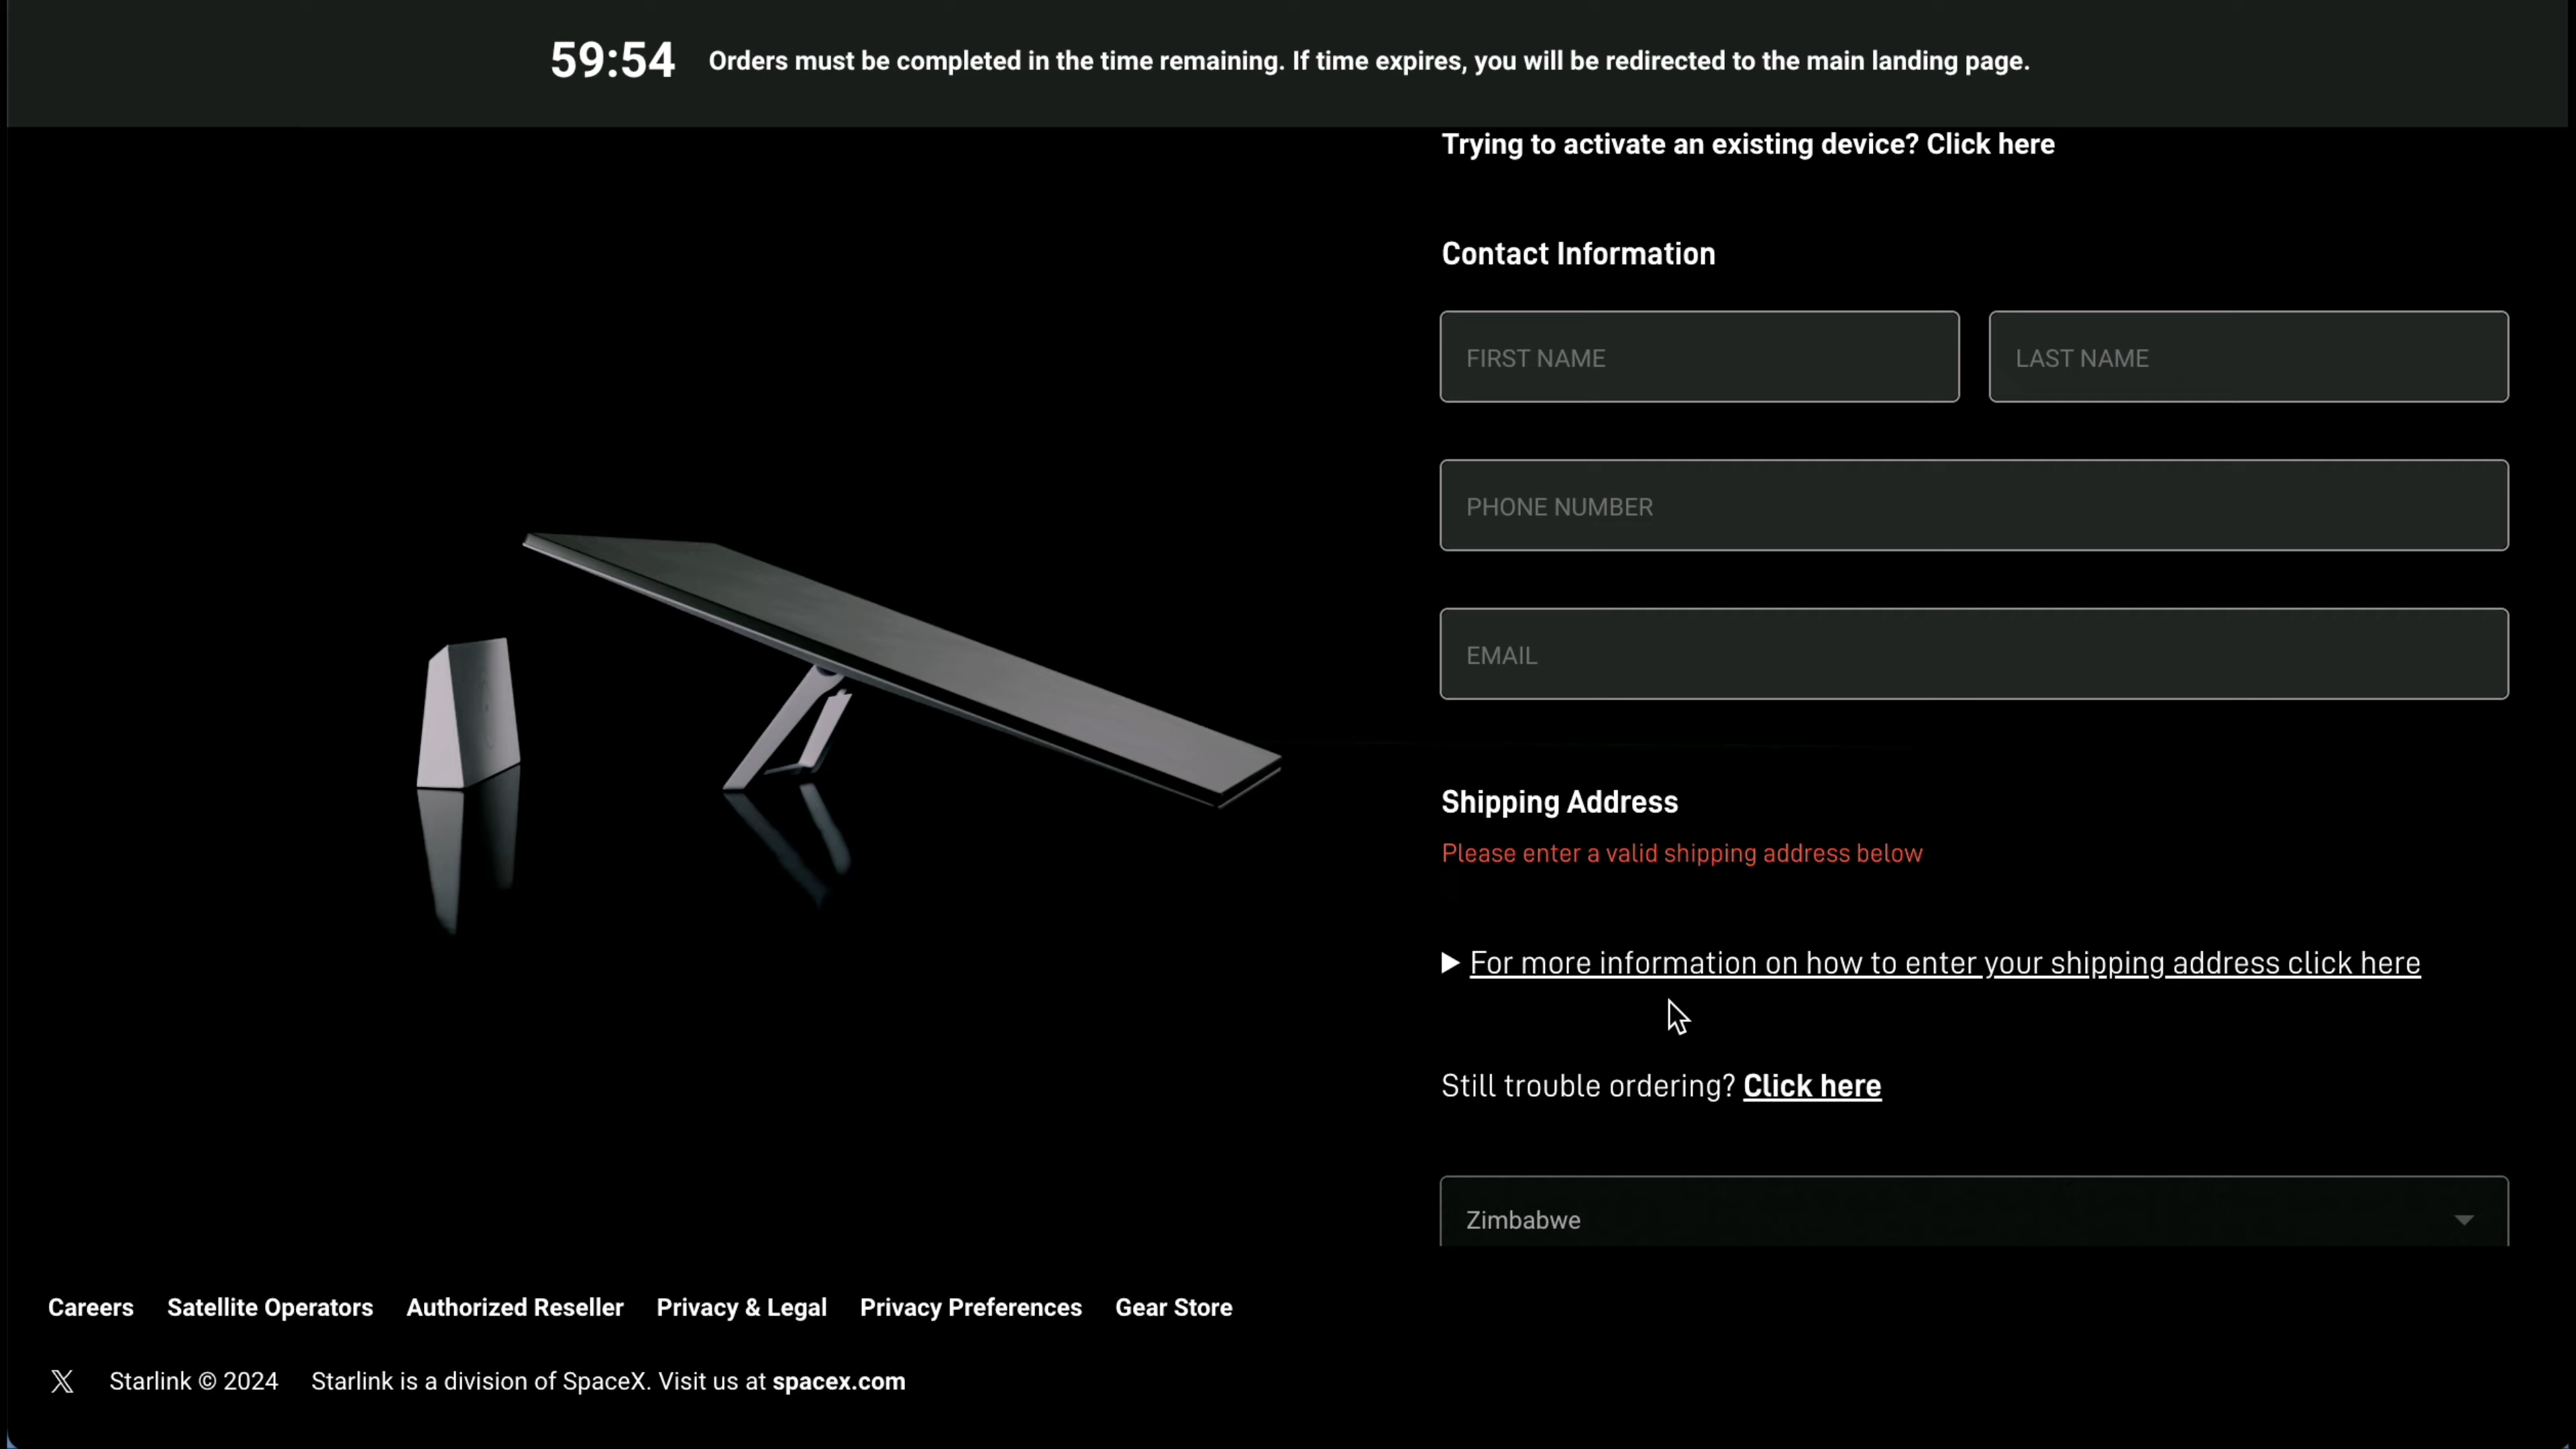 59:54 Orders must be completed in the time remaining. If time expires, you will be redirected to the main landing page.
Trying to activate an existing device? Click here
Contact Information
FIRST NAME
LAST NAME
PHONE NUMBER
EMAIL
Shipping Address
Please enter a valid shipping address below
For more information on how to enter your shipping address click here
Still trouble ordering? Click here
Zimbabwe
Careers Satellite Operators Authorized Reseller Privacy & Legal Privacy Preferences Gear Store
X Starlink © 2024 Starlink is a division of SpaceX. Visit us at spacex.com